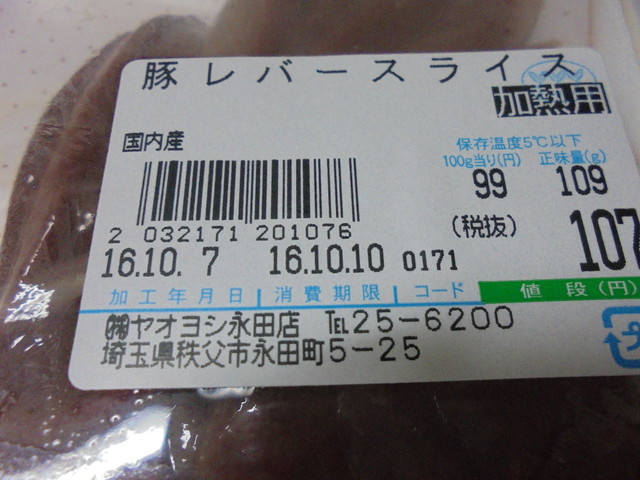 豚レバースライス
加熱用
国内産
保存温度5℃以下
100g当り(円) 正味量(g)
99 109
(税抜) 107
2 032171 201076
16.10. 7 16.10.10 0171
加工年月日 消費期限 コード 値段(円)
㈱ヤオヨシ永田店 TEL25-6200
埼玉県秩父市永田町5-25
プ